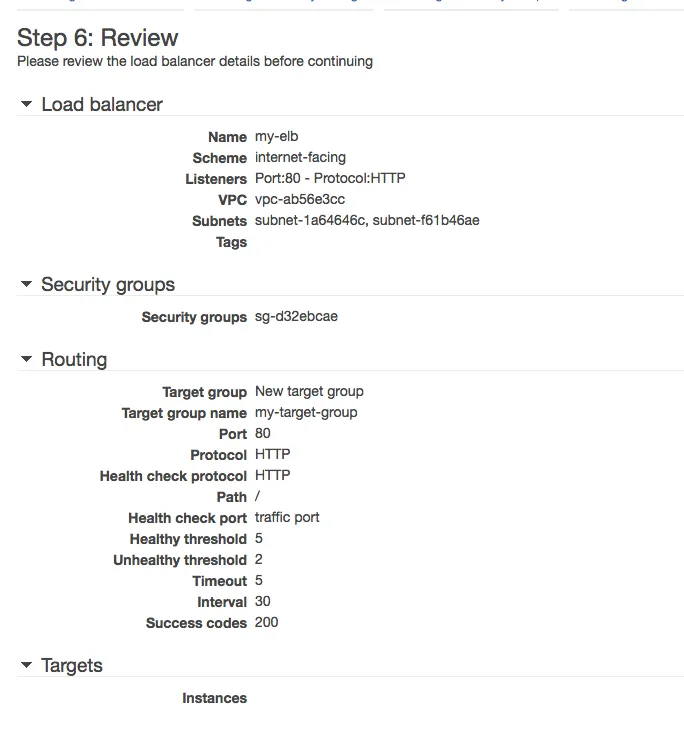 Step 6: Review
Please review the load balancer details before continuing
Load balancer
Name my-elb
Scheme internet-facing
Listeners Port:80 - Protocol:HTTP
VPC vpc-ab56e3cc
Subnets subnet-1a64646c, subnet-f61b46ae
Tags
Security groups
Security groups sg-d32ebcae
Routing
Target group New target group
Target group name my-target-group
Port 80
Protocol HTTP
Health check protocol HTTP
Path /
Health check port traffic port
Healthy threshold 5
Unhealthy threshold 2
Timeout 5
Interval 30
Success codes 200
Targets
Instances